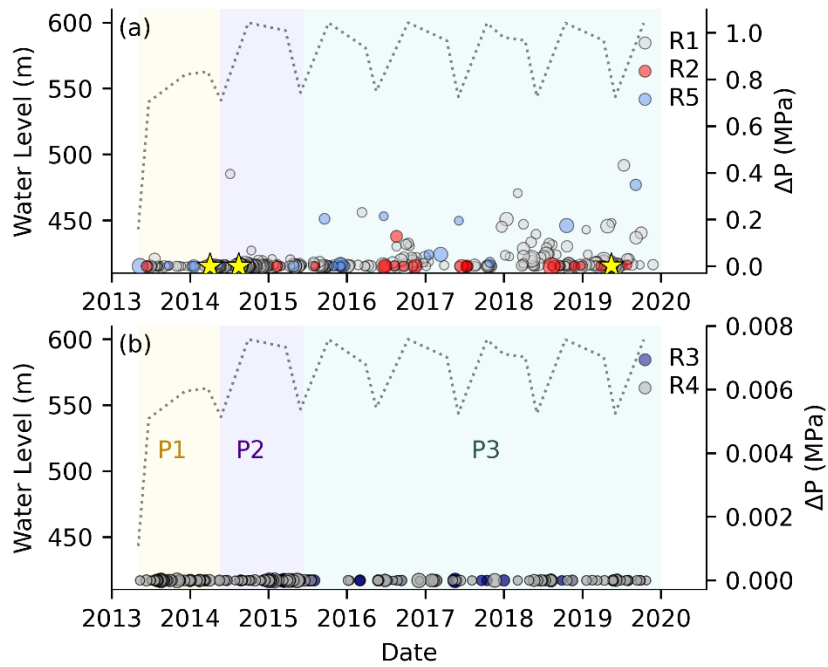 (a)
Water Level (m)
600
550
500
450
1.0
0.8
0.6
0.4
0.2
0.0
ΔP (MPa)
R1
R2
R5
2013 2014 2015 2016 2017 2018 2019 2020
(b)
Water Level (m)
600
550
500
450
0.008
0.006
0.004
0.002
0.000
ΔP (MPa)
R3
R4
P1 P2 P3
2013 2014 2015 2016 2017 2018 2019 2020
Date